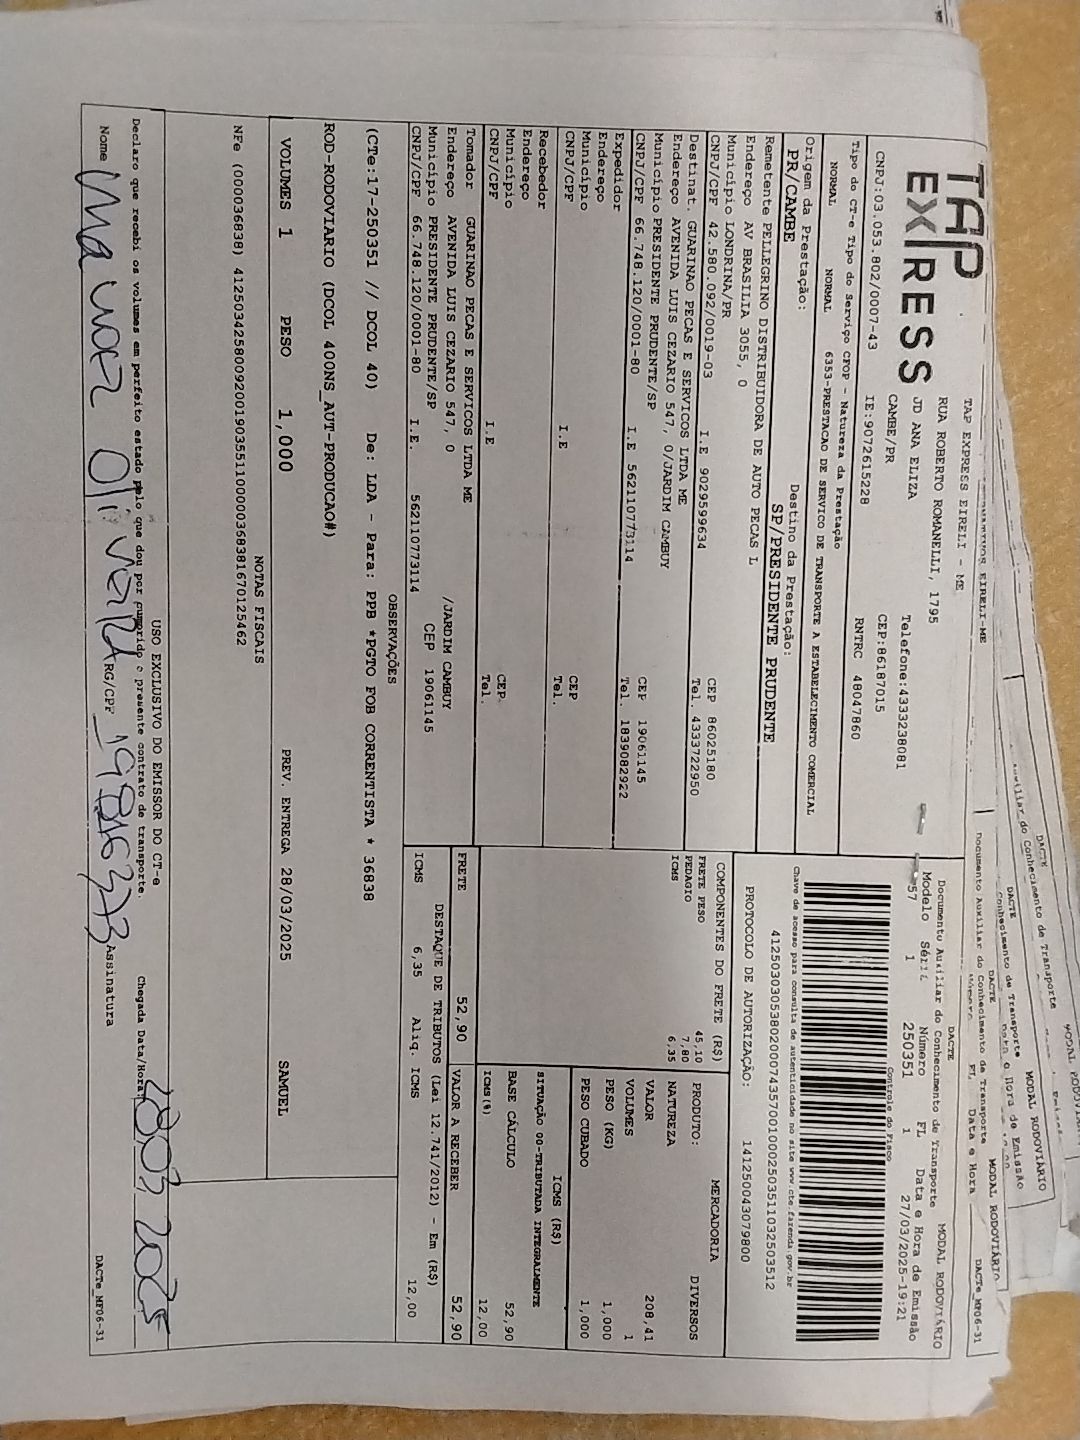 TAP EXPRESS
TAP EXPRESS EIRELI - ME
RUA ROBERTO ROMANELLI, 1795
JD ANA ELIZA
Telefone:4333238081
CAMBE/PR
CEP:86187015
CNPJ:03.053.802/0007-43 IE:9072615228 RNTRC 48047860
Tipo do CT-e Tipo do Serviço CFOP - Natureza da Prestação
NORMAL NORMAL 6353-PRESTACAO DE SERVICO DE TRANSPORTE A ESTABELECIMENTO COMERCIAL
Origem da Prestação: Destino da Prestação:
PR/CAMBE SP/PRESIDENTE PRUDENTE
Remetente PELLEGRINO DISTRIBUIDORA DE AUTO PECAS L
Endereço AV BRASILIA 3055, 0
Município LONDRINA/PR CEP 86025180
CNPJ/CPF 42.580.092/0019-03 I.E 9029599634 Tel. 4333722950
Destinat. GUARINAO PECAS E SERVICOS LTDA ME
Endereço AVENIDA LUIS CEZARIO 547, 0/JARDIM CAMBUY
Município PRESIDENTE PRUDENTE/SP CEP 19061145
CNPJ/CPF 66.748.120/0001-80 I.E 562110773114 Tel. 1839082922
Expedidor
Endereço
Município CEP
CNPJ/CPF I.E Tel.
Recebedor
Endereço
Município CEP
CNPJ/CPF I.E Tel.
Tomador GUARINAO PECAS E SERVICOS LTDA ME
Endereço AVENIDA LUIS CEZARIO 547, 0 /JARDIM CAMBUY
Município PRESIDENTE PRUDENTE/SP CEP 19061145
CNPJ/CPF 66.748.120/0001-80 I.E. 562110773114
DACTE MODAL RODOVIÁRIO
Documento Auxiliar do Conhecimento de Transporte
Modelo Série Número FL Data e Hora de Emissão
57 1 250351 1 27/03/2025-19:21
Controle do Fisco
Chave de acesso para consulta de autenticidade no site www.cte.fazenda.gov.br
41250303053802000743570010002503511032503512
PROTOCOLO DE AUTORIZAÇÃO: 141250043079800
COMPONENTES DO FRETE (R$)
FRETE PESO 45,10
PEDAGIO 7,80
ICMS 6,35
MERCADORIA
PRODUTO: DIVERSOS
NATUREZA
VALOR 208,41
VOLUMES 1
PESO (KG) 1,000
PESO CUBADO 1,000
ICMS (R$)
SITUAÇÃO 00-TRIBUTADA INTEGRALMENTE
BASE CÁLCULO 52,90
ICMS(%) 12,00
FRETE 52,90 VALOR A RECEBER 52,90
DESTAQUE DE TRIBUTOS (Lei 12.741/2012) - Em (R$)
ICMS 6,35 Aliq. ICMS 12,00
OBSERVAÇÕES
(CTe:17-250351 // DCOL 40) De: LDA - Para: PPB *PGTO FOB CORRENTISTA * 36838
ROD-RODOVIARIO (DCOL 400NS_AUT-PRODUCAO#)
VOLUMES 1 PESO 1,000 PREV. ENTREGA 28/03/2025 SAMUEL
NOTAS FISCAIS
NFe (000036838) 41250342580092001903551100000368381670125462
USO EXCLUSIVO DO EMISSOR DO CT-e
Declaro que recebi os volumes em perfeito estado pelo que dou por cumprido o presente contrato de transporte. Chegada Data/Hora 28 03 2025
Nome Manoel Oliveira RG/CPF Assinatura DACTe_MF06-31